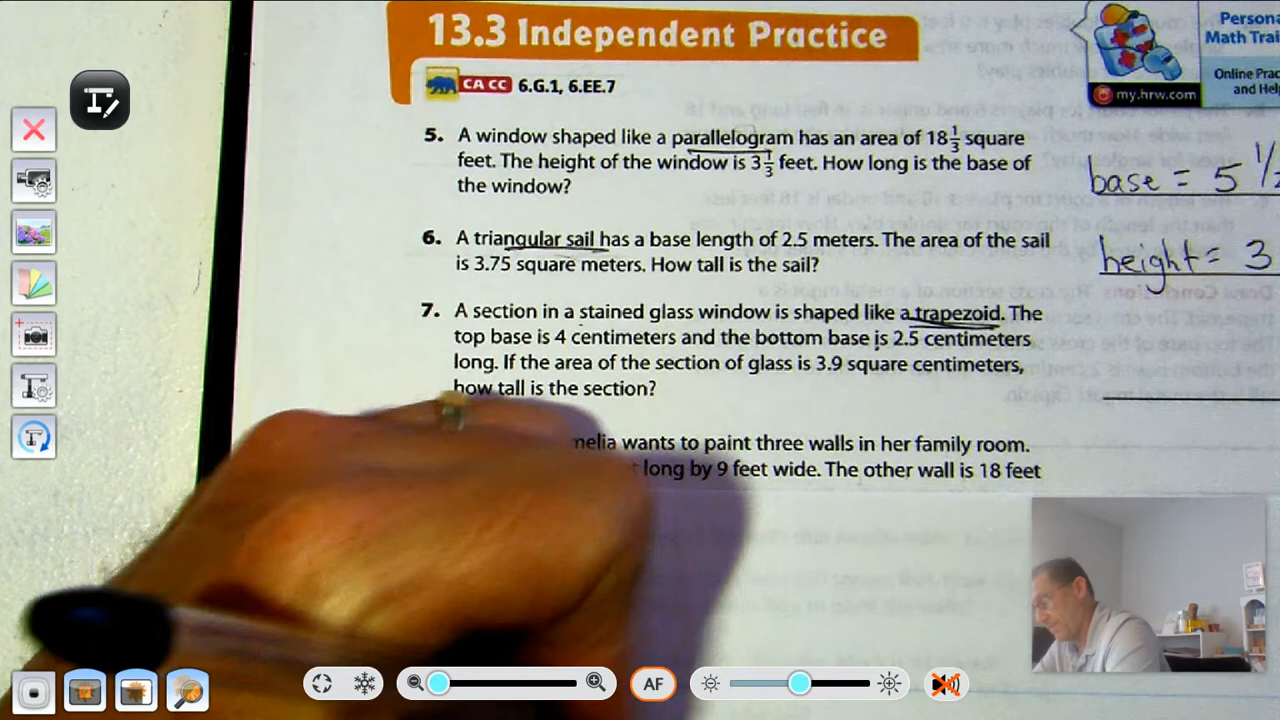 13.3 Independent Practice
CA CC 6.G.1, 6.EE.7
Math Trai
Online Prac
and Help
my.hrw.com
5. A window shaped like a parallelogram has an area of 18 1/3 square
feet. The height of the window is 3 1/3 feet. How long is the base of
the window?
base = 5 1/2
6. A triangular sail has a base length of 2.5 meters. The area of the sail
is 3.75 square meters. How tall is the sail?
height = 3
7. A section in a stained glass window is shaped like a trapezoid. The
top base is 4 centimeters and the bottom base is 2.5 centimeters
long. If the area of the section of glass is 3.9 square centimeters,
how tall is the section?
melia wants to paint three walls in her family room.
long by 9 feet wide. The other wall is 18 feet
AF